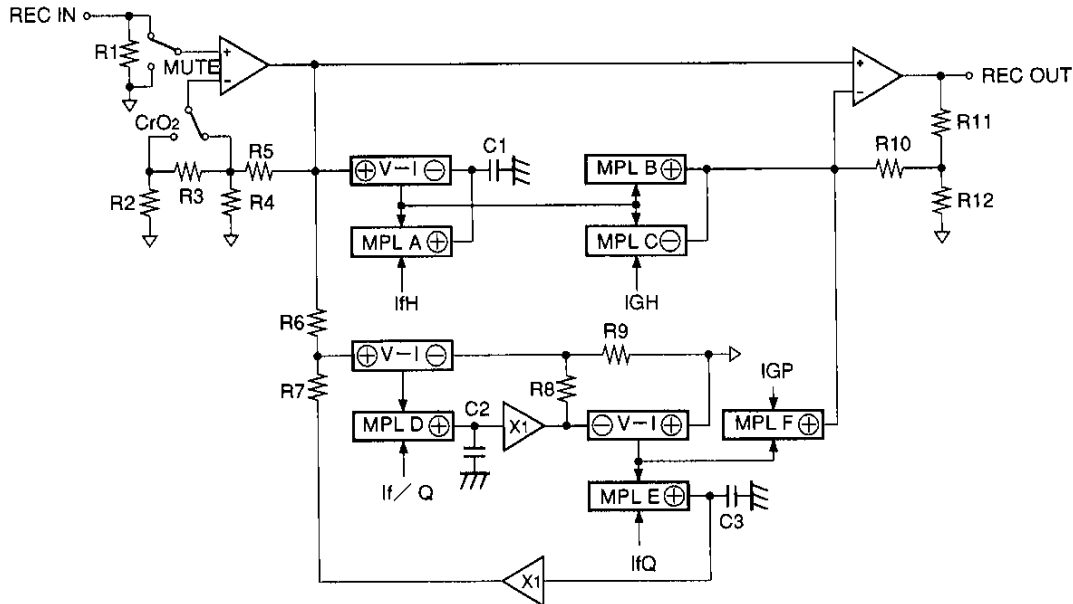 REC IN
R1
MUTE
+
−
+
−
REC OUT
CrO2
R5
C1
R11
R10
R3
R2
R4
⊕ V–I ⊖
MPL B ⊕
R12
MPL A ⊕
MPL C ⊖
IfH
IGH
R6
R9
⊕ V–I ⊖
R7
R8
IGP
C2
MPL D ⊕
X1
⊖ V–I ⊕
MPL F ⊕
If/Q
MPL E ⊕
C3
IfQ
X1